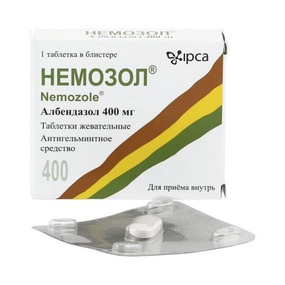 ipca
1 таблетка в блистере
НЕМОЗОЛ®
Nemozole®
Албендазол 400 мг
Таблетки жевательные
Антигельминтное
средство
400
Для приёма внутрь